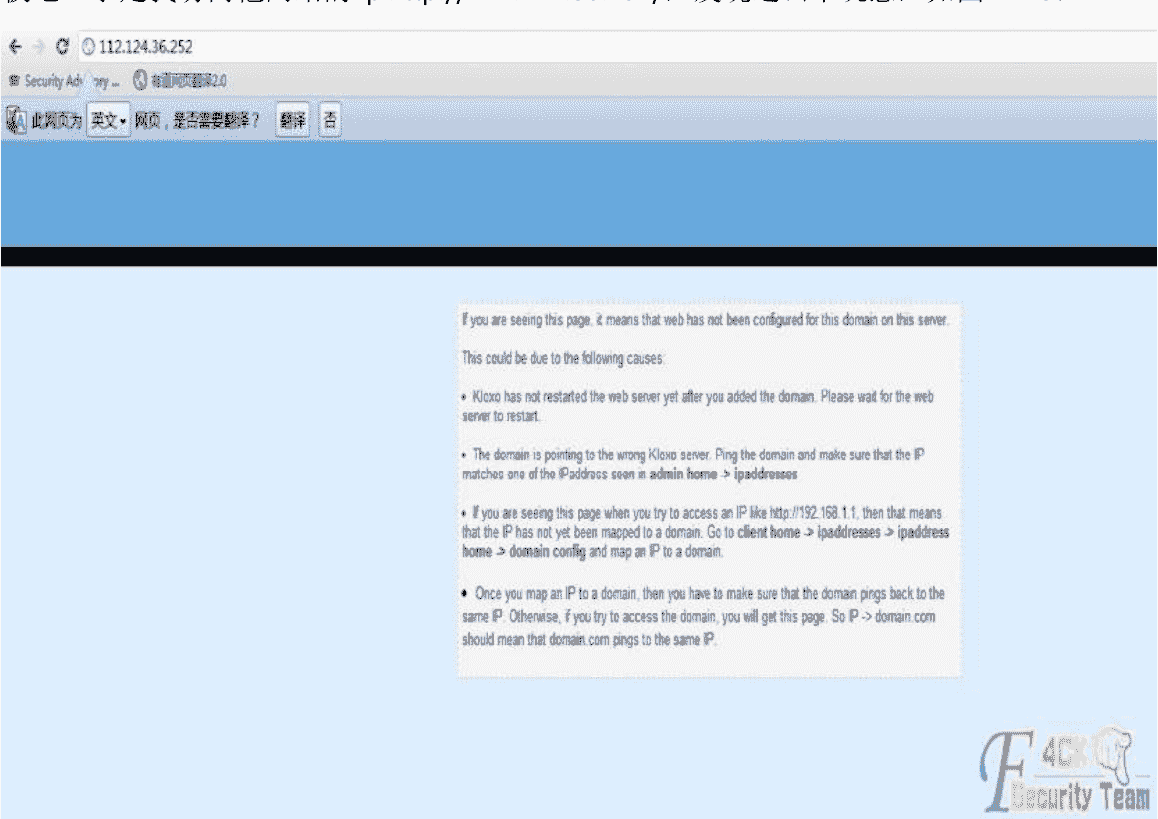 112.124.36.252
Security Adv ry ...
2.0
此网页为 英文 网页，是否需要翻译？ 翻译 否
If you are seeing this page, it means that web has not been configured for this domain on this server.
This could be due to the following causes:
• Kloxo has not restarted the web server yet after you added the domain. Please wait for the web
server to restart.
• The domain is pointing to the wrong Kloxo server. Ping the domain and make sure that the IP
matches one of the IPaddress seen in admin home -> ipaddresses
• If you are seeing this page when you try to access an IP like http://192.168.1.1, then that means
that the IP has not yet been mapped to a domain. Go to client home -> ipaddresses -> ipaddress
home -> domain config and map an IP to a domain.
• Once you map an IP to a domain, then you have to make sure that the domain pings back to the
same IP. Otherwise, if you try to access the domain, you will get this page. So IP -> domain.com
should mean that domain.com pings to the same IP.
F4CK
Security Team